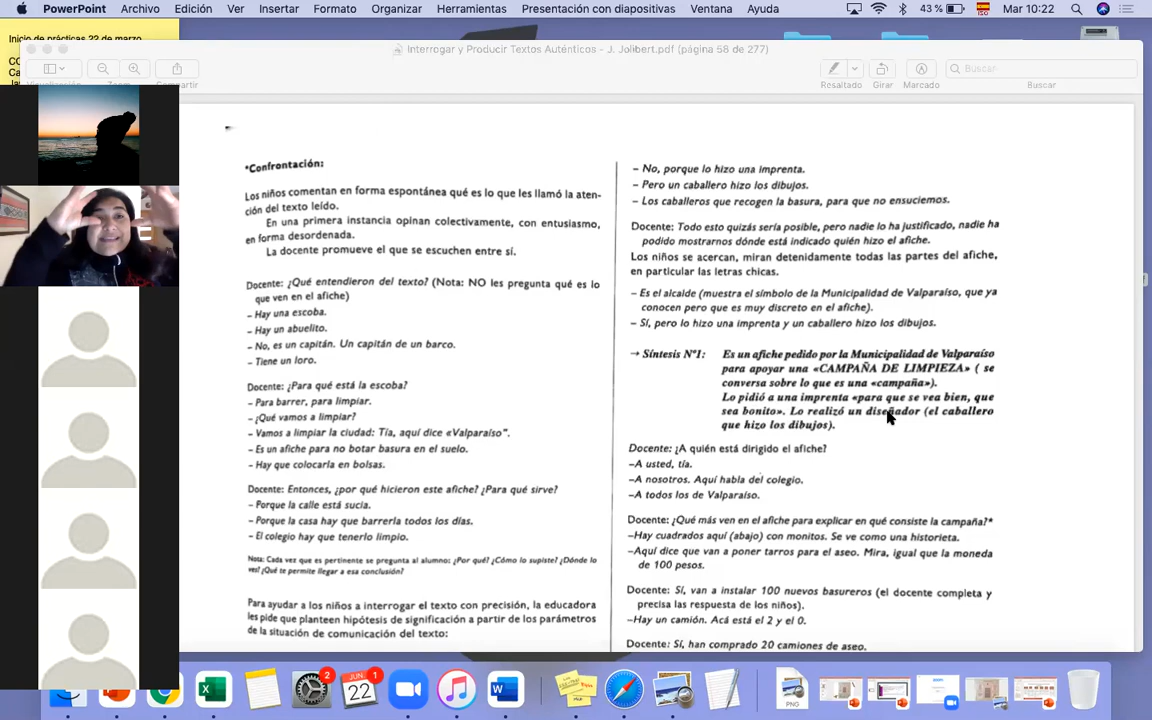 PowerPoint Archivo Edición Ver Insertar Formato Organizar Herramientas Presentación con diapositivas Ventana Ayuda 43 % Mar 10:22
Inicio de prácticas 22 de marzo
Interrogar y Producir Textos Auténticos - J. Jolibert.pdf (página 58 de 277)
Buscar
Visualización Zoom Compartir Resaltado Girar Marcado Buscar
*Confrontación:
Los niños comentan en forma espontánea qué es lo que les llamó la aten-
ción del texto leído.
En una primera instancia opinan colectivamente, con entusiasmo,
en forma desordenada.
La docente promueve el que se escuchen entre sí.
Docente: ¿Qué entendieron del texto? (Nota: NO les pregunta qué es lo
que ven en el afiche)
– Hay una escoba.
– Hay un abuelito.
– No, es un capitán. Un capitán de un barco.
– Tiene un loro.
Docente: ¿Para qué está la escoba?
– Para barrer, para limpiar.
– ¿Qué vamos a limpiar?
– Vamos a limpiar la ciudad: Tía, aquí dice «Valparaíso".
– Es un afiche para no botar basura en el suelo.
– Hay que colocarla en bolsas.
Docente: Entonces, ¿por qué hicieron este afiche? ¿Para qué sirve?
– Porque la calle está sucia.
– Porque la casa hay que barrerla todos los días.
– El colegio hay que tenerlo limpio.
Nota: Cada vez que es pertinente se pregunta al alumno: ¿Por qué? ¿Cómo lo supiste? ¿Dónde lo
ves? ¿Qué te permite llegar a esa conclusión?
Para ayudar a los niños a interrogar el texto con precisión, la educadora
les pide que planteen hipótesis de significación a partir de los parámetros
de la situación de comunicación del texto:
– No, porque lo hizo una imprenta.
– Pero un caballero hizo los dibujos.
– Los caballeros que recogen la basura, para que no ensuciemos.
Docente: Todo esto quizás sería posible, pero nadie lo ha justificado, nadie ha
podido mostrarnos dónde está indicado quién hizo el afiche.
Los niños se acercan, miran detenidamente todas las partes del afiche,
en particular las letras chicas.
– Es el alcalde (muestra el símbolo de la Municipalidad de Valparaíso, que ya
conocen pero que es muy discreto en el afiche).
– Sí, pero lo hizo una imprenta y un caballero hizo los dibujos.
→ Síntesis Nº1: Es un afiche pedido por la Municipalidad de Valparaíso
para apoyar una «CAMPAÑA DE LIMPIEZA» ( se
conversa sobre lo que es una «campaña»).
Lo pidió a una imprenta «para que se vea bien, que
sea bonito». Lo realizó un diseñador (el caballero
que hizo los dibujos).
Docente: ¿A quién está dirigido el afiche?
–A usted, tía.
–A nosotros. Aquí habla del colegio.
–A todos los de Valparaíso.
Docente: ¿Qué más ven en el afiche para explicar en qué consiste la campaña?*
–Hay cuadrados aquí (abajo) con monitos. Se ve como una historieta.
–Aquí dice que van a poner tarros para el aseo. Mira, igual que la moneda
de 100 pesos.
Docente: Sí, van a instalar 100 nuevos basureros (el docente completa y
precisa las respuesta de los niños).
–Hay un camión. Acá está el 2 y el 0.
Docente: Sí, han comprado 20 camiones de aseo.
2
JUN
22
1
PNG